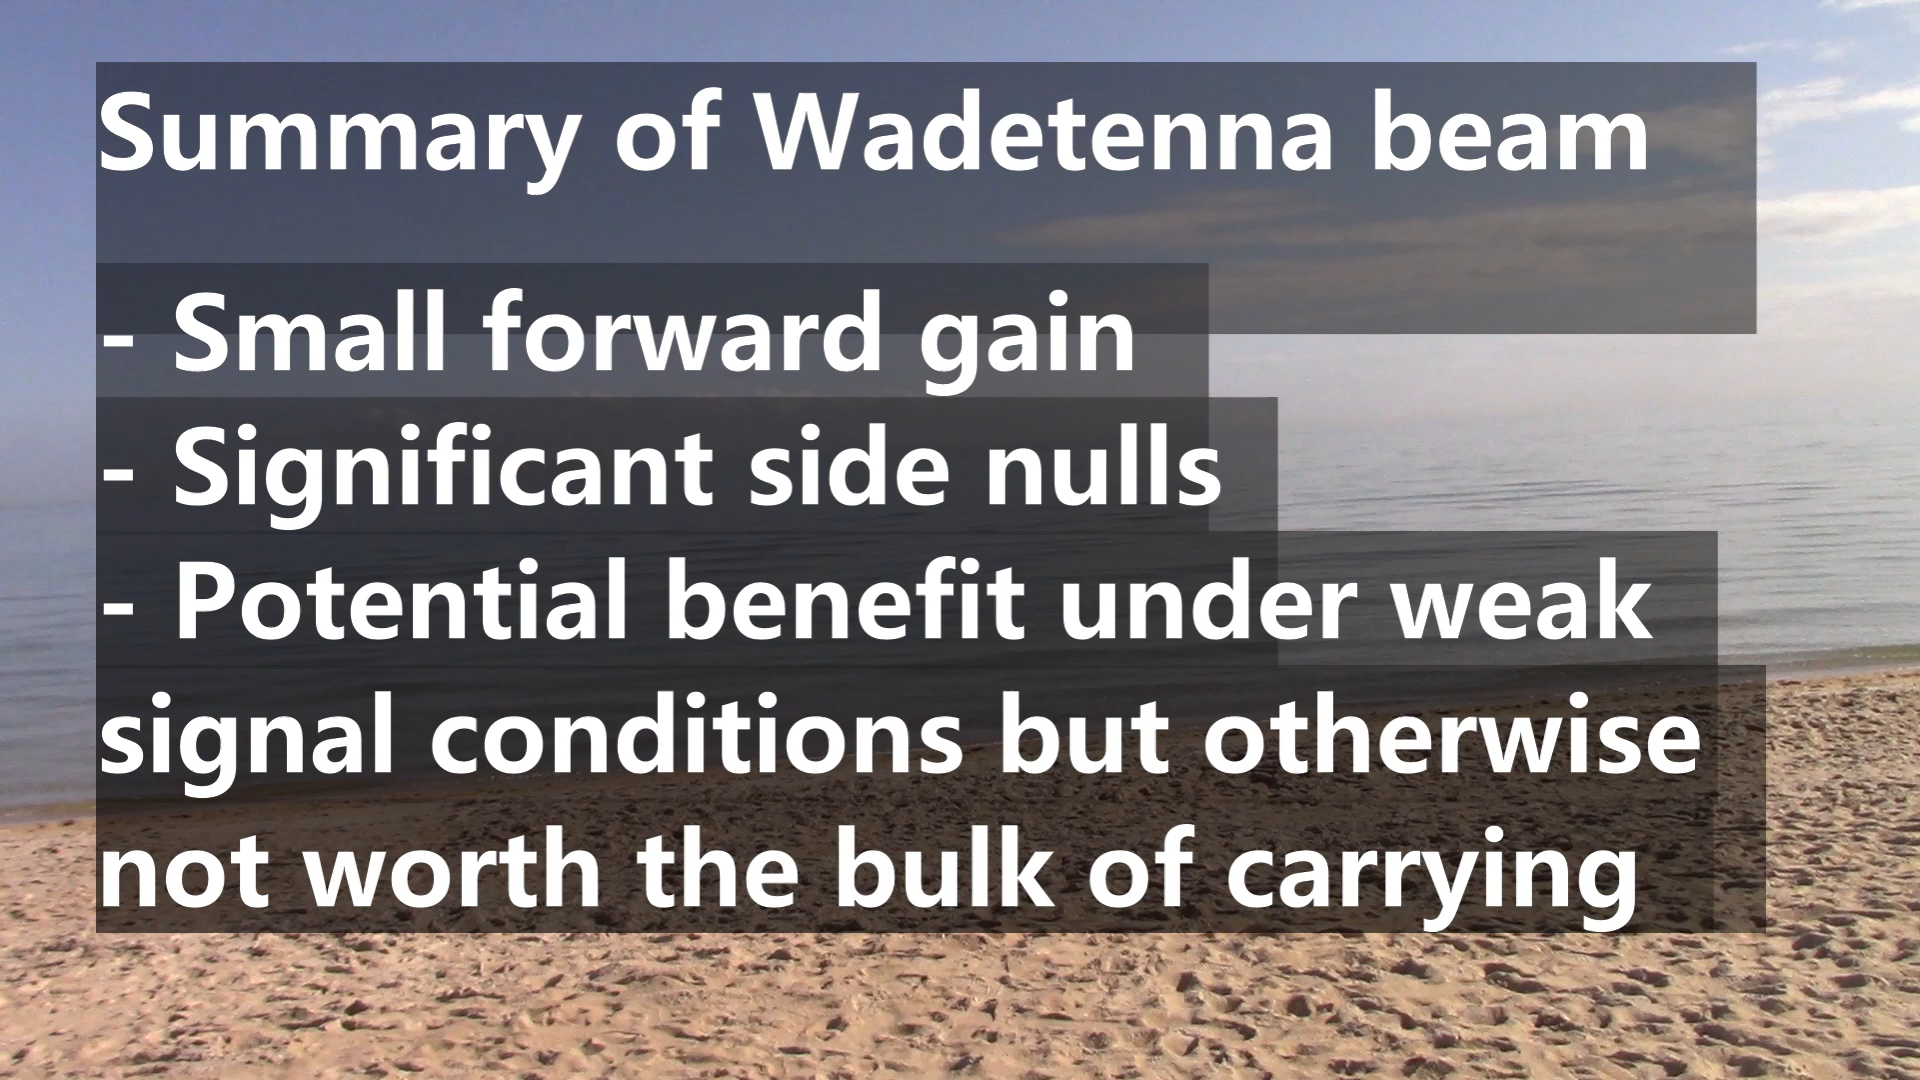 Summary of Wadetenna beam
- Small forward gain
- Significant side nulls
- Potential benefit under weak
signal conditions but otherwise
not worth the bulk of carrying